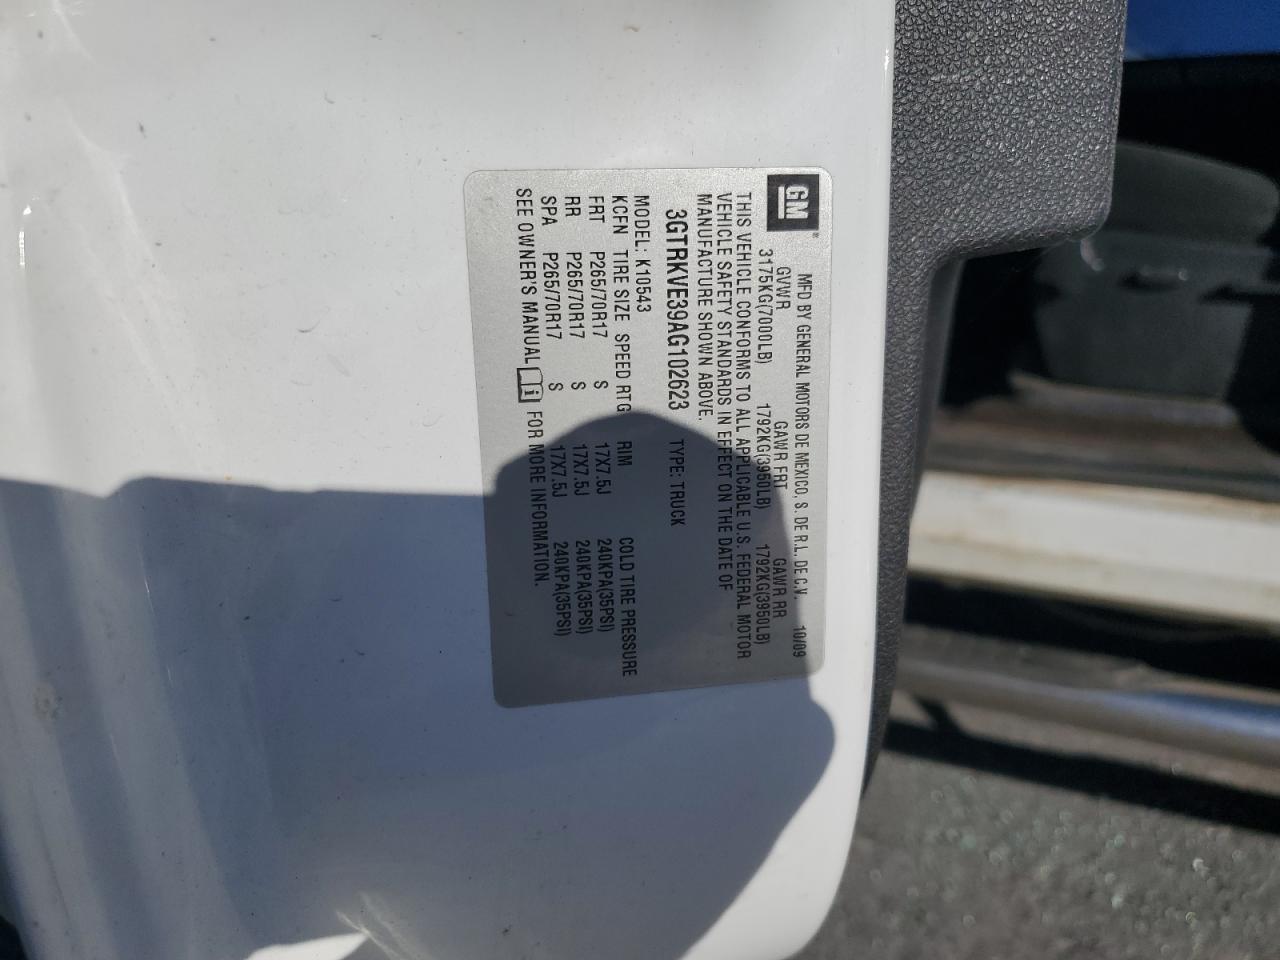 GM®
MFD BY GENERAL MOTORS DE MEXICO, S. DE R.L. DE C.V. 10/09
GVWR GAWR FRT GAWR RR
3175KG(7000LB) 1792KG(3950LB) 1792KG(3950LB)
THIS VEHICLE CONFORMS TO ALL APPLICABLE U.S. FEDERAL MOTOR
VEHICLE SAFETY STANDARDS IN EFFECT ON THE DATE OF
MANUFACTURE SHOWN ABOVE.
3GTRKVE39AG102623 TYPE: TRUCK
MODEL: K10543
KCFN TIRE SIZE SPEED RTG RIM COLD TIRE PRESSURE
FRT P265/70R17 S 17X7.5J 240KPA(35PSI)
RR P265/70R17 S 17X7.5J 240KPA(35PSI)
SPA P265/70R17 S 17X7.5J 240KPA(35PSI)
SEE OWNER'S MANUAL i FOR MORE INFORMATION.